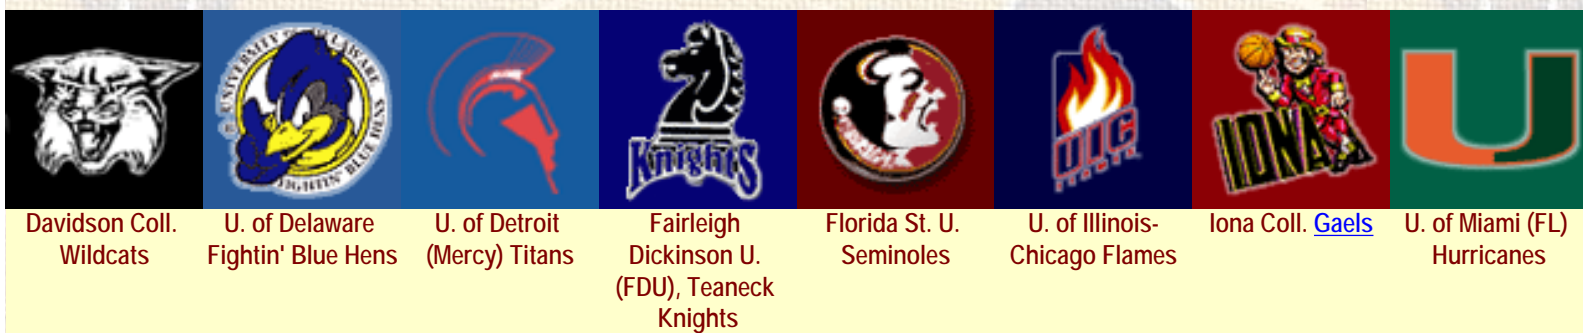 UNIVERSITY OF DELAWARE
FIGHTIN' BLUE HENS
Knights
UIC
FLAMES
IONA
Davidson Coll.
Wildcats
U. of Delaware
Fightin' Blue Hens
U. of Detroit
(Mercy) Titans
Fairleigh
Dickinson U.
(FDU), Teaneck
Knights
Florida St. U.
Seminoles
U. of Illinois-
Chicago Flames
Iona Coll. Gaels
U. of Miami (FL)
Hurricanes